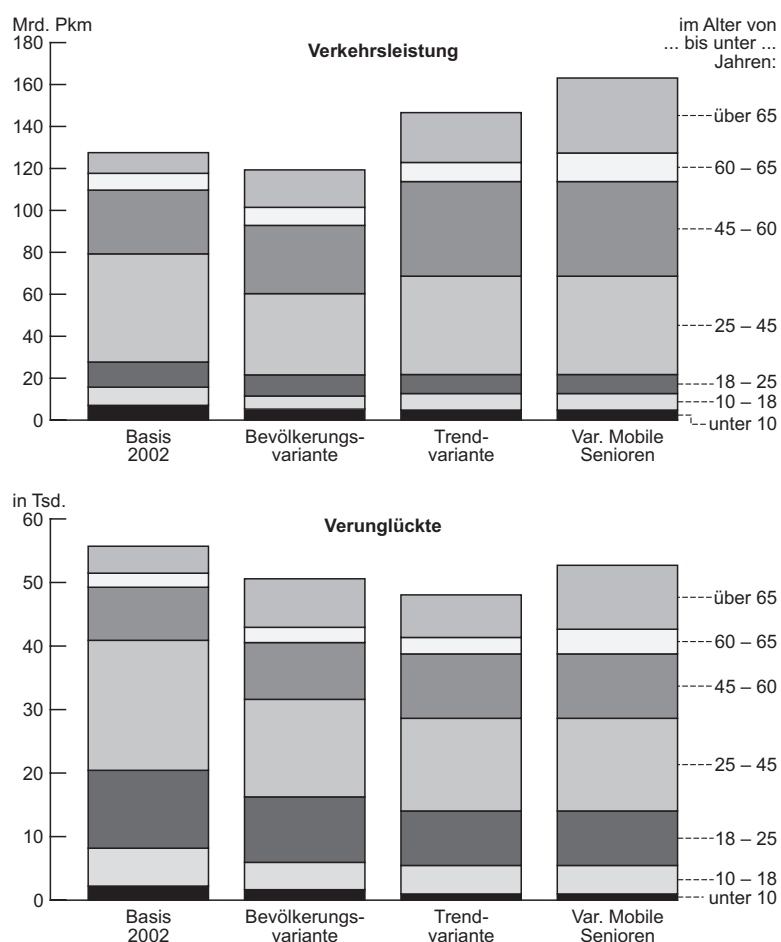 Mrd. Pkm
180
160
140
120
100
80
60
40
20
0
Verkehrsleistung
im Alter von
... bis unter ...
Jahren:
über 65
60 – 65
45 – 60
25 – 45
18 – 25
10 – 18
unter 10
Basis
2002
Bevölkerungs-
variante
Trend-
variante
Var. Mobile
Senioren
in Tsd.
60
50
40
30
20
10
0
Verunglückte
über 65
60 – 65
45 – 60
25 – 45
18 – 25
10 – 18
unter 10
Basis
2002
Bevölkerungs-
variante
Trend-
variante
Var. Mobile
Senioren